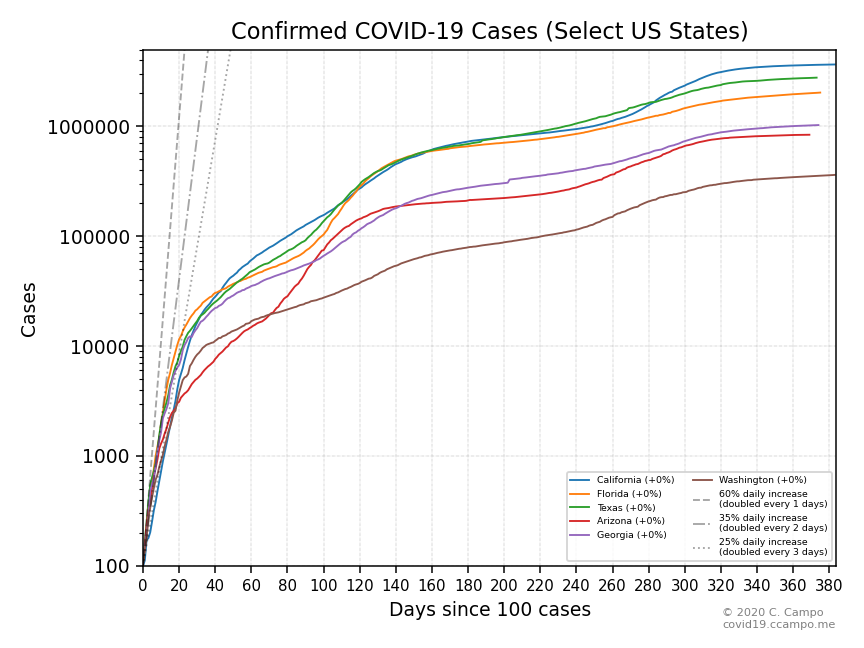 Confirmed COVID-19 Cases (Select US States)
Cases
1000000
100000
10000
1000
100
0 20 40 60 80 100 120 140 160 180 200 220 240 260 280 300 320 340 360 380
Days since 100 cases
California (+0%)
Florida (+0%)
Texas (+0%)
Arizona (+0%)
Georgia (+0%)
Washington (+0%)
60% daily increase
(doubled every 1 days)
35% daily increase
(doubled every 2 days)
25% daily increase
(doubled every 3 days)
© 2020 C. Campo
covid19.ccampo.me